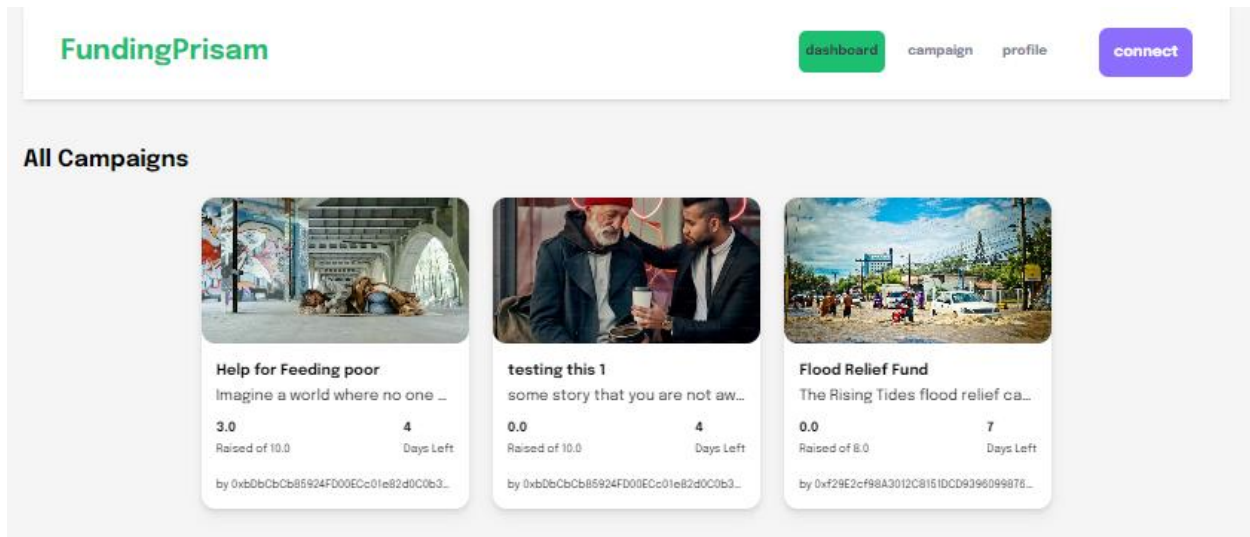 FundingPrisam
dashboard campaign profile connect
All Campaigns
Help for Feeding poor
Imagine a world where no one ...
3.0 4
Raised of 10.0 Days Left
by 0xbDbCbCb85924FD00ECc01e82d0C0b3...
testing this 1
some story that you are not aw...
0.0 4
Raised of 10.0 Days Left
by 0xbDbCbCb85924FD00ECc01e82d0C0b3...
Flood Relief Fund
The Rising Tides flood relief ca...
0.0 7
Raised of 8.0 Days Left
by 0xf29E2cf98A3012C8151DCD9396099876...